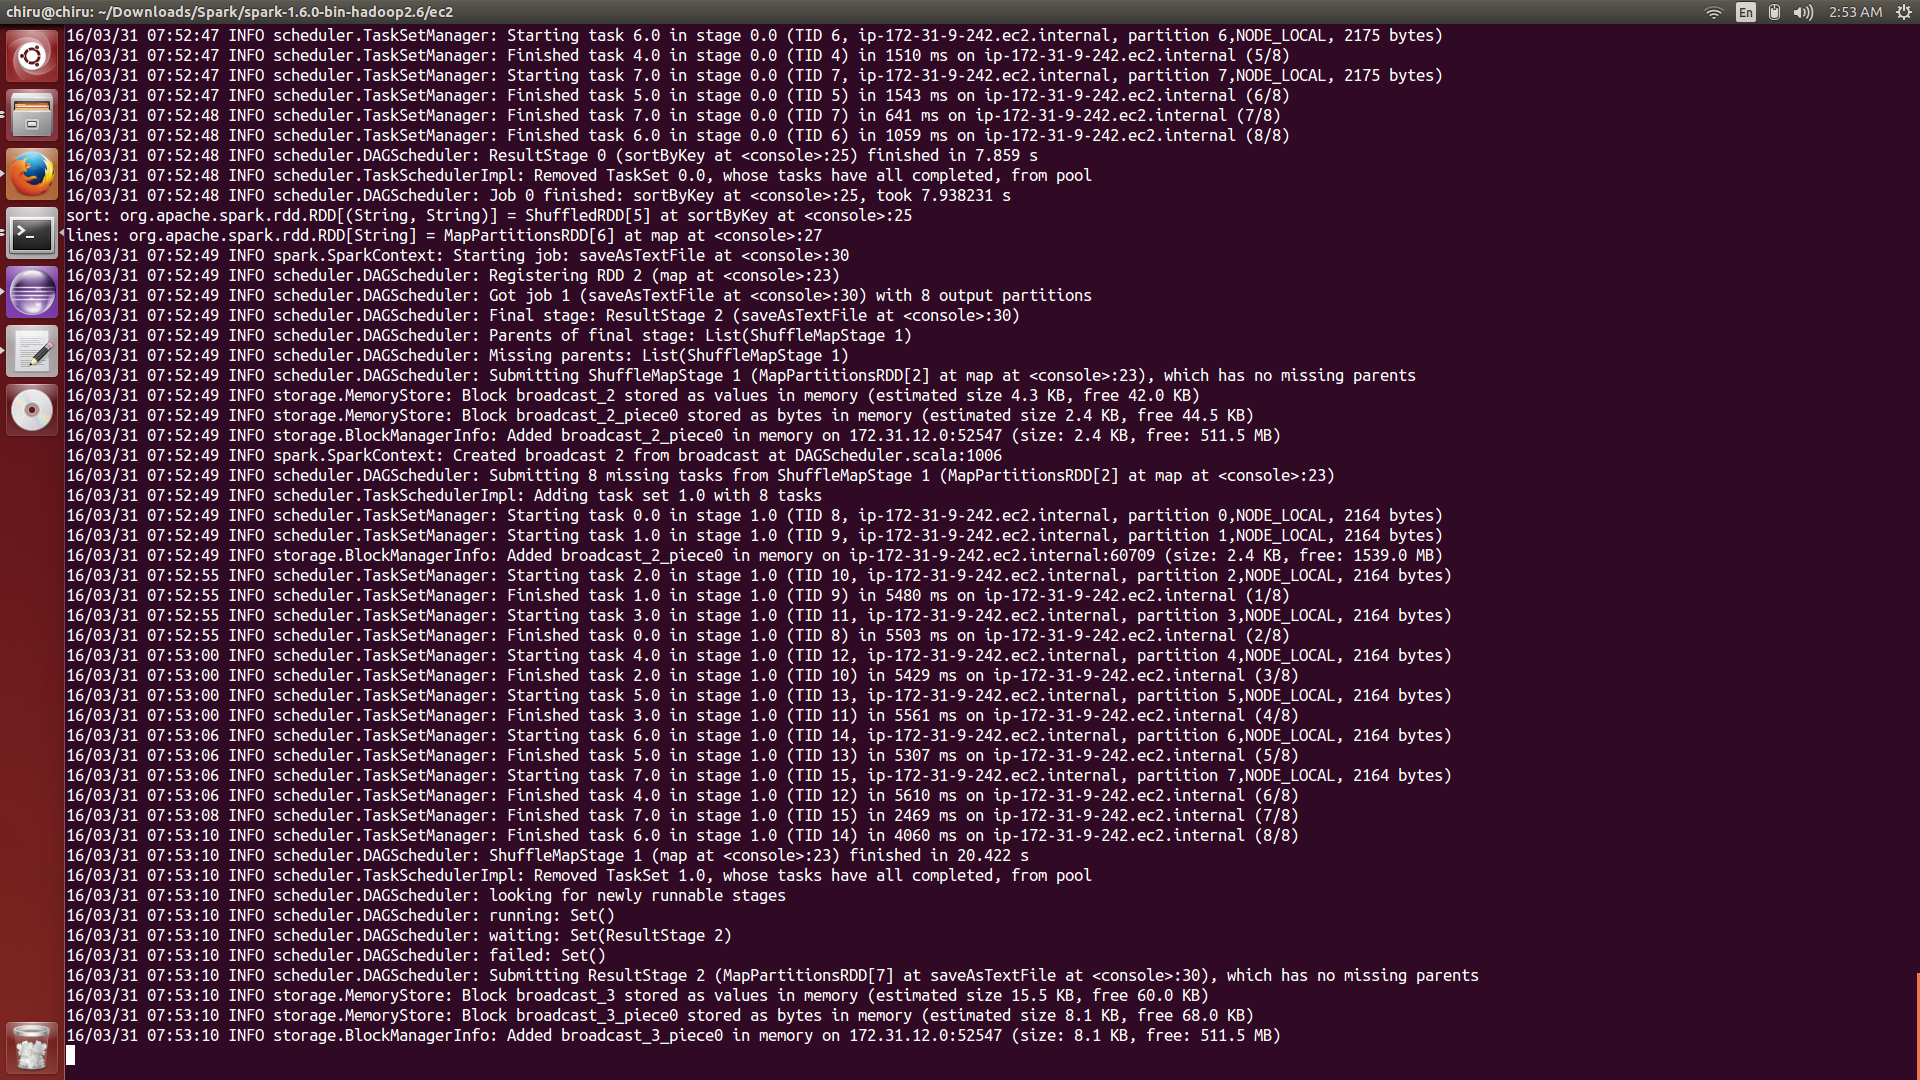 chiru@chiru: ~/Downloads/Spark/spark-1.6.0-bin-hadoop2.6/ec2
En
2:53 AM
16/03/31 07:52:47 INFO scheduler.TaskSetManager: Starting task 6.0 in stage 0.0 (TID 6, ip-172-31-9-242.ec2.internal, partition 6,NODE_LOCAL, 2175 bytes)
16/03/31 07:52:47 INFO scheduler.TaskSetManager: Finished task 4.0 in stage 0.0 (TID 4) in 1510 ms on ip-172-31-9-242.ec2.internal (5/8)
16/03/31 07:52:47 INFO scheduler.TaskSetManager: Starting task 7.0 in stage 0.0 (TID 7, ip-172-31-9-242.ec2.internal, partition 7,NODE_LOCAL, 2175 bytes)
16/03/31 07:52:47 INFO scheduler.TaskSetManager: Finished task 5.0 in stage 0.0 (TID 5) in 1543 ms on ip-172-31-9-242.ec2.internal (6/8)
16/03/31 07:52:48 INFO scheduler.TaskSetManager: Finished task 7.0 in stage 0.0 (TID 7) in 641 ms on ip-172-31-9-242.ec2.internal (7/8)
16/03/31 07:52:48 INFO scheduler.TaskSetManager: Finished task 6.0 in stage 0.0 (TID 6) in 1059 ms on ip-172-31-9-242.ec2.internal (8/8)
16/03/31 07:52:48 INFO scheduler.DAGScheduler: ResultStage 0 (sortByKey at <console>:25) finished in 7.859 s
16/03/31 07:52:48 INFO scheduler.TaskSchedulerImpl: Removed TaskSet 0.0, whose tasks have all completed, from pool
16/03/31 07:52:48 INFO scheduler.DAGScheduler: Job 0 finished: sortByKey at <console>:25, took 7.938231 s
sort: org.apache.spark.rdd.RDD[(String, String)] = ShuffledRDD[5] at sortByKey at <console>:25
lines: org.apache.spark.rdd.RDD[String] = MapPartitionsRDD[6] at map at <console>:27
16/03/31 07:52:49 INFO spark.SparkContext: Starting job: saveAsTextFile at <console>:30
16/03/31 07:52:49 INFO scheduler.DAGScheduler: Registering RDD 2 (map at <console>:23)
16/03/31 07:52:49 INFO scheduler.DAGScheduler: Got job 1 (saveAsTextFile at <console>:30) with 8 output partitions
16/03/31 07:52:49 INFO scheduler.DAGScheduler: Final stage: ResultStage 2 (saveAsTextFile at <console>:30)
16/03/31 07:52:49 INFO scheduler.DAGScheduler: Parents of final stage: List(ShuffleMapStage 1)
16/03/31 07:52:49 INFO scheduler.DAGScheduler: Missing parents: List(ShuffleMapStage 1)
16/03/31 07:52:49 INFO scheduler.DAGScheduler: Submitting ShuffleMapStage 1 (MapPartitionsRDD[2] at map at <console>:23), which has no missing parents
16/03/31 07:52:49 INFO storage.MemoryStore: Block broadcast_2 stored as values in memory (estimated size 4.3 KB, free 42.0 KB)
16/03/31 07:52:49 INFO storage.MemoryStore: Block broadcast_2_piece0 stored as bytes in memory (estimated size 2.4 KB, free 44.5 KB)
16/03/31 07:52:49 INFO storage.BlockManagerInfo: Added broadcast_2_piece0 in memory on 172.31.12.0:52547 (size: 2.4 KB, free: 511.5 MB)
16/03/31 07:52:49 INFO spark.SparkContext: Created broadcast 2 from broadcast at DAGScheduler.scala:1006
16/03/31 07:52:49 INFO scheduler.DAGScheduler: Submitting 8 missing tasks from ShuffleMapStage 1 (MapPartitionsRDD[2] at map at <console>:23)
16/03/31 07:52:49 INFO scheduler.TaskSchedulerImpl: Adding task set 1.0 with 8 tasks
16/03/31 07:52:49 INFO scheduler.TaskSetManager: Starting task 0.0 in stage 1.0 (TID 8, ip-172-31-9-242.ec2.internal, partition 0,NODE_LOCAL, 2164 bytes)
16/03/31 07:52:49 INFO scheduler.TaskSetManager: Starting task 1.0 in stage 1.0 (TID 9, ip-172-31-9-242.ec2.internal, partition 1,NODE_LOCAL, 2164 bytes)
16/03/31 07:52:49 INFO storage.BlockManagerInfo: Added broadcast_2_piece0 in memory on ip-172-31-9-242.ec2.internal:60709 (size: 2.4 KB, free: 1539.0 MB)
16/03/31 07:52:55 INFO scheduler.TaskSetManager: Starting task 2.0 in stage 1.0 (TID 10, ip-172-31-9-242.ec2.internal, partition 2,NODE_LOCAL, 2164 bytes)
16/03/31 07:52:55 INFO scheduler.TaskSetManager: Finished task 1.0 in stage 1.0 (TID 9) in 5480 ms on ip-172-31-9-242.ec2.internal (1/8)
16/03/31 07:52:55 INFO scheduler.TaskSetManager: Starting task 3.0 in stage 1.0 (TID 11, ip-172-31-9-242.ec2.internal, partition 3,NODE_LOCAL, 2164 bytes)
16/03/31 07:52:55 INFO scheduler.TaskSetManager: Finished task 0.0 in stage 1.0 (TID 8) in 5503 ms on ip-172-31-9-242.ec2.internal (2/8)
16/03/31 07:53:00 INFO scheduler.TaskSetManager: Starting task 4.0 in stage 1.0 (TID 12, ip-172-31-9-242.ec2.internal, partition 4,NODE_LOCAL, 2164 bytes)
16/03/31 07:53:00 INFO scheduler.TaskSetManager: Finished task 2.0 in stage 1.0 (TID 10) in 5429 ms on ip-172-31-9-242.ec2.internal (3/8)
16/03/31 07:53:00 INFO scheduler.TaskSetManager: Starting task 5.0 in stage 1.0 (TID 13, ip-172-31-9-242.ec2.internal, partition 5,NODE_LOCAL, 2164 bytes)
16/03/31 07:53:00 INFO scheduler.TaskSetManager: Finished task 3.0 in stage 1.0 (TID 11) in 5561 ms on ip-172-31-9-242.ec2.internal (4/8)
16/03/31 07:53:06 INFO scheduler.TaskSetManager: Starting task 6.0 in stage 1.0 (TID 14, ip-172-31-9-242.ec2.internal, partition 6,NODE_LOCAL, 2164 bytes)
16/03/31 07:53:06 INFO scheduler.TaskSetManager: Finished task 5.0 in stage 1.0 (TID 13) in 5307 ms on ip-172-31-9-242.ec2.internal (5/8)
16/03/31 07:53:06 INFO scheduler.TaskSetManager: Starting task 7.0 in stage 1.0 (TID 15, ip-172-31-9-242.ec2.internal, partition 7,NODE_LOCAL, 2164 bytes)
16/03/31 07:53:06 INFO scheduler.TaskSetManager: Finished task 4.0 in stage 1.0 (TID 12) in 5610 ms on ip-172-31-9-242.ec2.internal (6/8)
16/03/31 07:53:08 INFO scheduler.TaskSetManager: Finished task 7.0 in stage 1.0 (TID 15) in 2469 ms on ip-172-31-9-242.ec2.internal (7/8)
16/03/31 07:53:10 INFO scheduler.TaskSetManager: Finished task 6.0 in stage 1.0 (TID 14) in 4060 ms on ip-172-31-9-242.ec2.internal (8/8)
16/03/31 07:53:10 INFO scheduler.DAGScheduler: ShuffleMapStage 1 (map at <console>:23) finished in 20.422 s
16/03/31 07:53:10 INFO scheduler.TaskSchedulerImpl: Removed TaskSet 1.0, whose tasks have all completed, from pool
16/03/31 07:53:10 INFO scheduler.DAGScheduler: looking for newly runnable stages
16/03/31 07:53:10 INFO scheduler.DAGScheduler: running: Set()
16/03/31 07:53:10 INFO scheduler.DAGScheduler: waiting: Set(ResultStage 2)
16/03/31 07:53:10 INFO scheduler.DAGScheduler: failed: Set()
16/03/31 07:53:10 INFO scheduler.DAGScheduler: Submitting ResultStage 2 (MapPartitionsRDD[7] at saveAsTextFile at <console>:30), which has no missing parents
16/03/31 07:53:10 INFO storage.MemoryStore: Block broadcast_3 stored as values in memory (estimated size 15.5 KB, free 60.0 KB)
16/03/31 07:53:10 INFO storage.MemoryStore: Block broadcast_3_piece0 stored as bytes in memory (estimated size 8.1 KB, free 68.0 KB)
16/03/31 07:53:10 INFO storage.BlockManagerInfo: Added broadcast_3_piece0 in memory on 172.31.12.0:52547 (size: 8.1 KB, free: 511.5 MB)